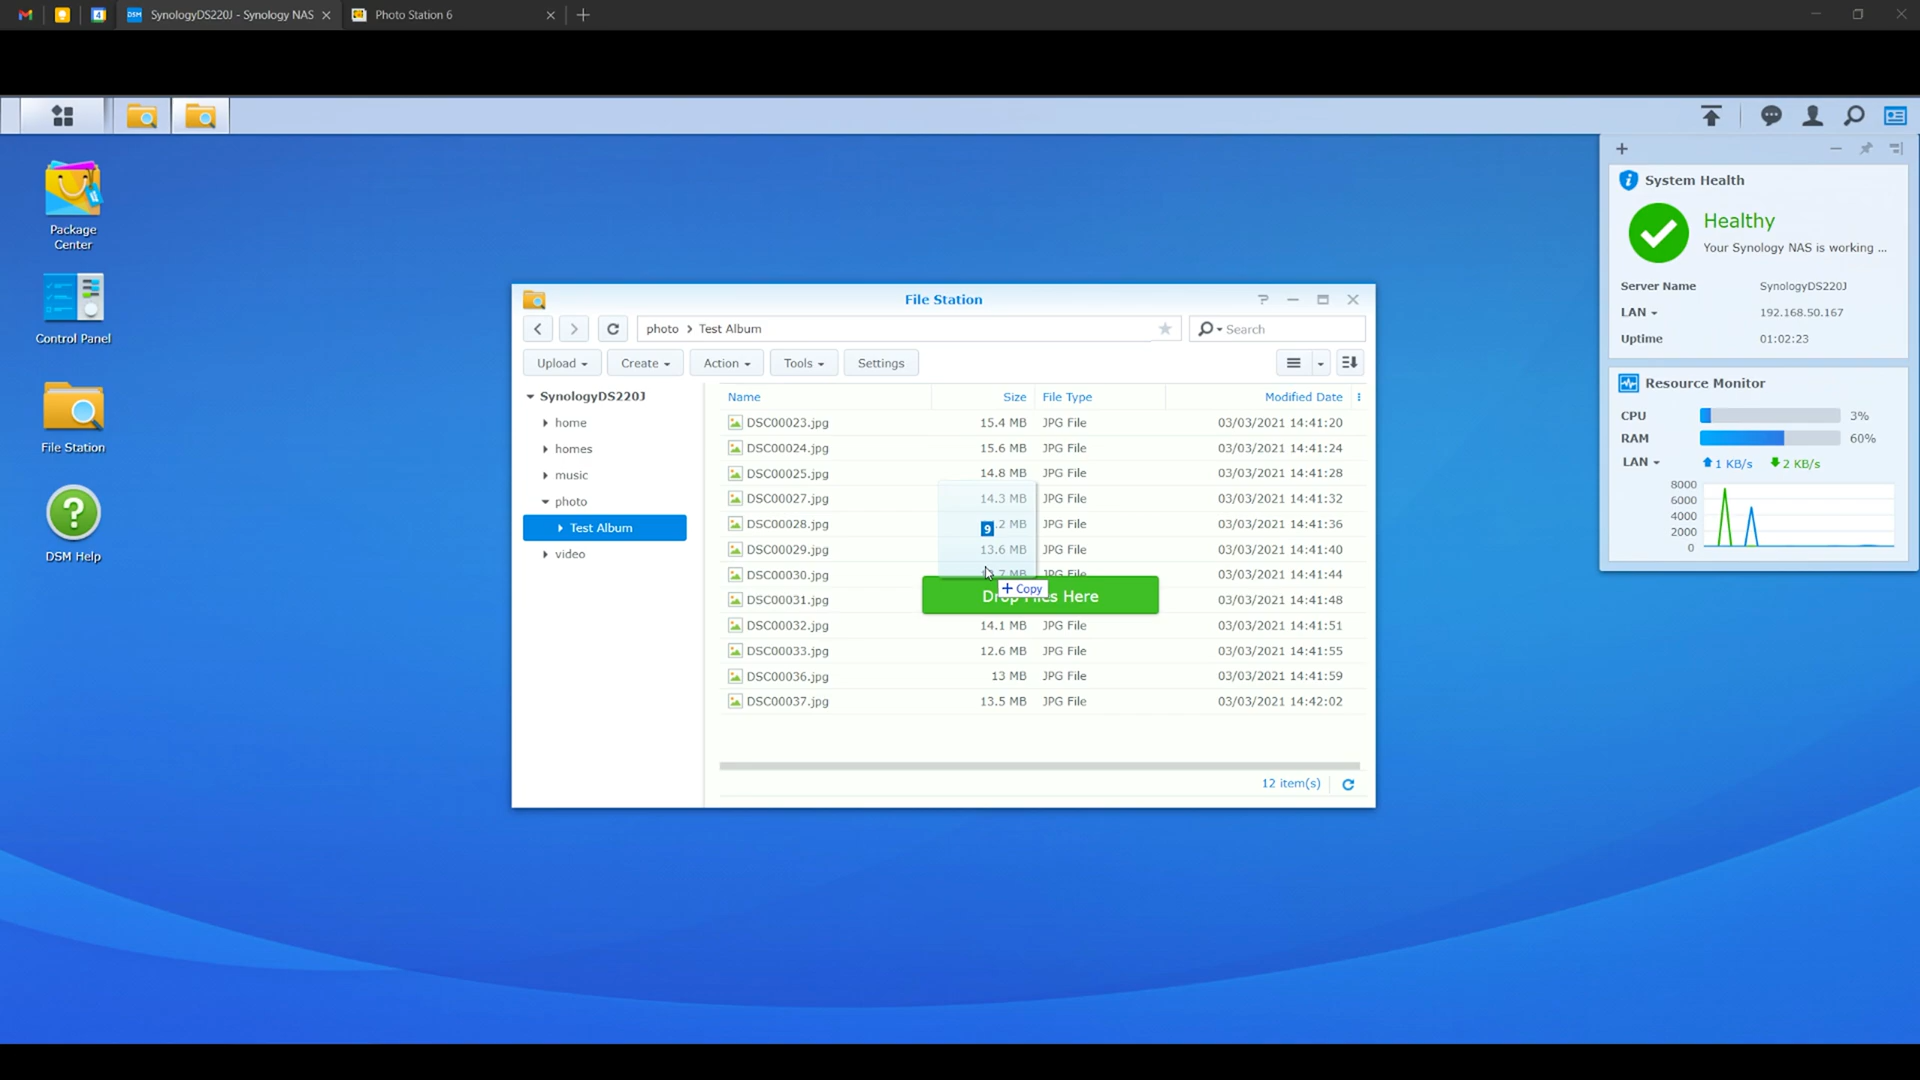 SynologyDS220J - Synology NAS
Photo Station 6
Package
Center
Control Panel
File Station
DSM Help
File Station
photo > Test Album
Search
Upload
Create
Action
Tools
Settings
SynologyDS220J
home
homes
music
photo
Test Album
video
Name Size File Type Modified Date
DSC00023.jpg 15.4 MB JPG File 03/03/2021 14:41:20
DSC00024.jpg 15.6 MB JPG File 03/03/2021 14:41:24
DSC00025.jpg 14.8 MB JPG File 03/03/2021 14:41:28
DSC00027.jpg 14.3 MB JPG File 03/03/2021 14:41:32
DSC00028.jpg .2 MB JPG File 03/03/2021 14:41:36
9
DSC00029.jpg 13.6 MB JPG File 03/03/2021 14:41:40
DSC00030.jpg .7 MB JPG File 03/03/2021 14:41:44
+ Copy
Drop Files Here
DSC00031.jpg 03/03/2021 14:41:48
DSC00032.jpg 14.1 MB JPG File 03/03/2021 14:41:51
DSC00033.jpg 12.6 MB JPG File 03/03/2021 14:41:55
DSC00036.jpg 13 MB JPG File 03/03/2021 14:41:59
DSC00037.jpg 13.5 MB JPG File 03/03/2021 14:42:02
12 item(s)
System Health
Healthy
Your Synology NAS is working ...
Server Name SynologyDS220J
LAN 192.168.50.167
Uptime 01:02:23
Resource Monitor
CPU 3%
RAM 60%
LAN 1 KB/s 2 KB/s
8000
6000
4000
2000
0